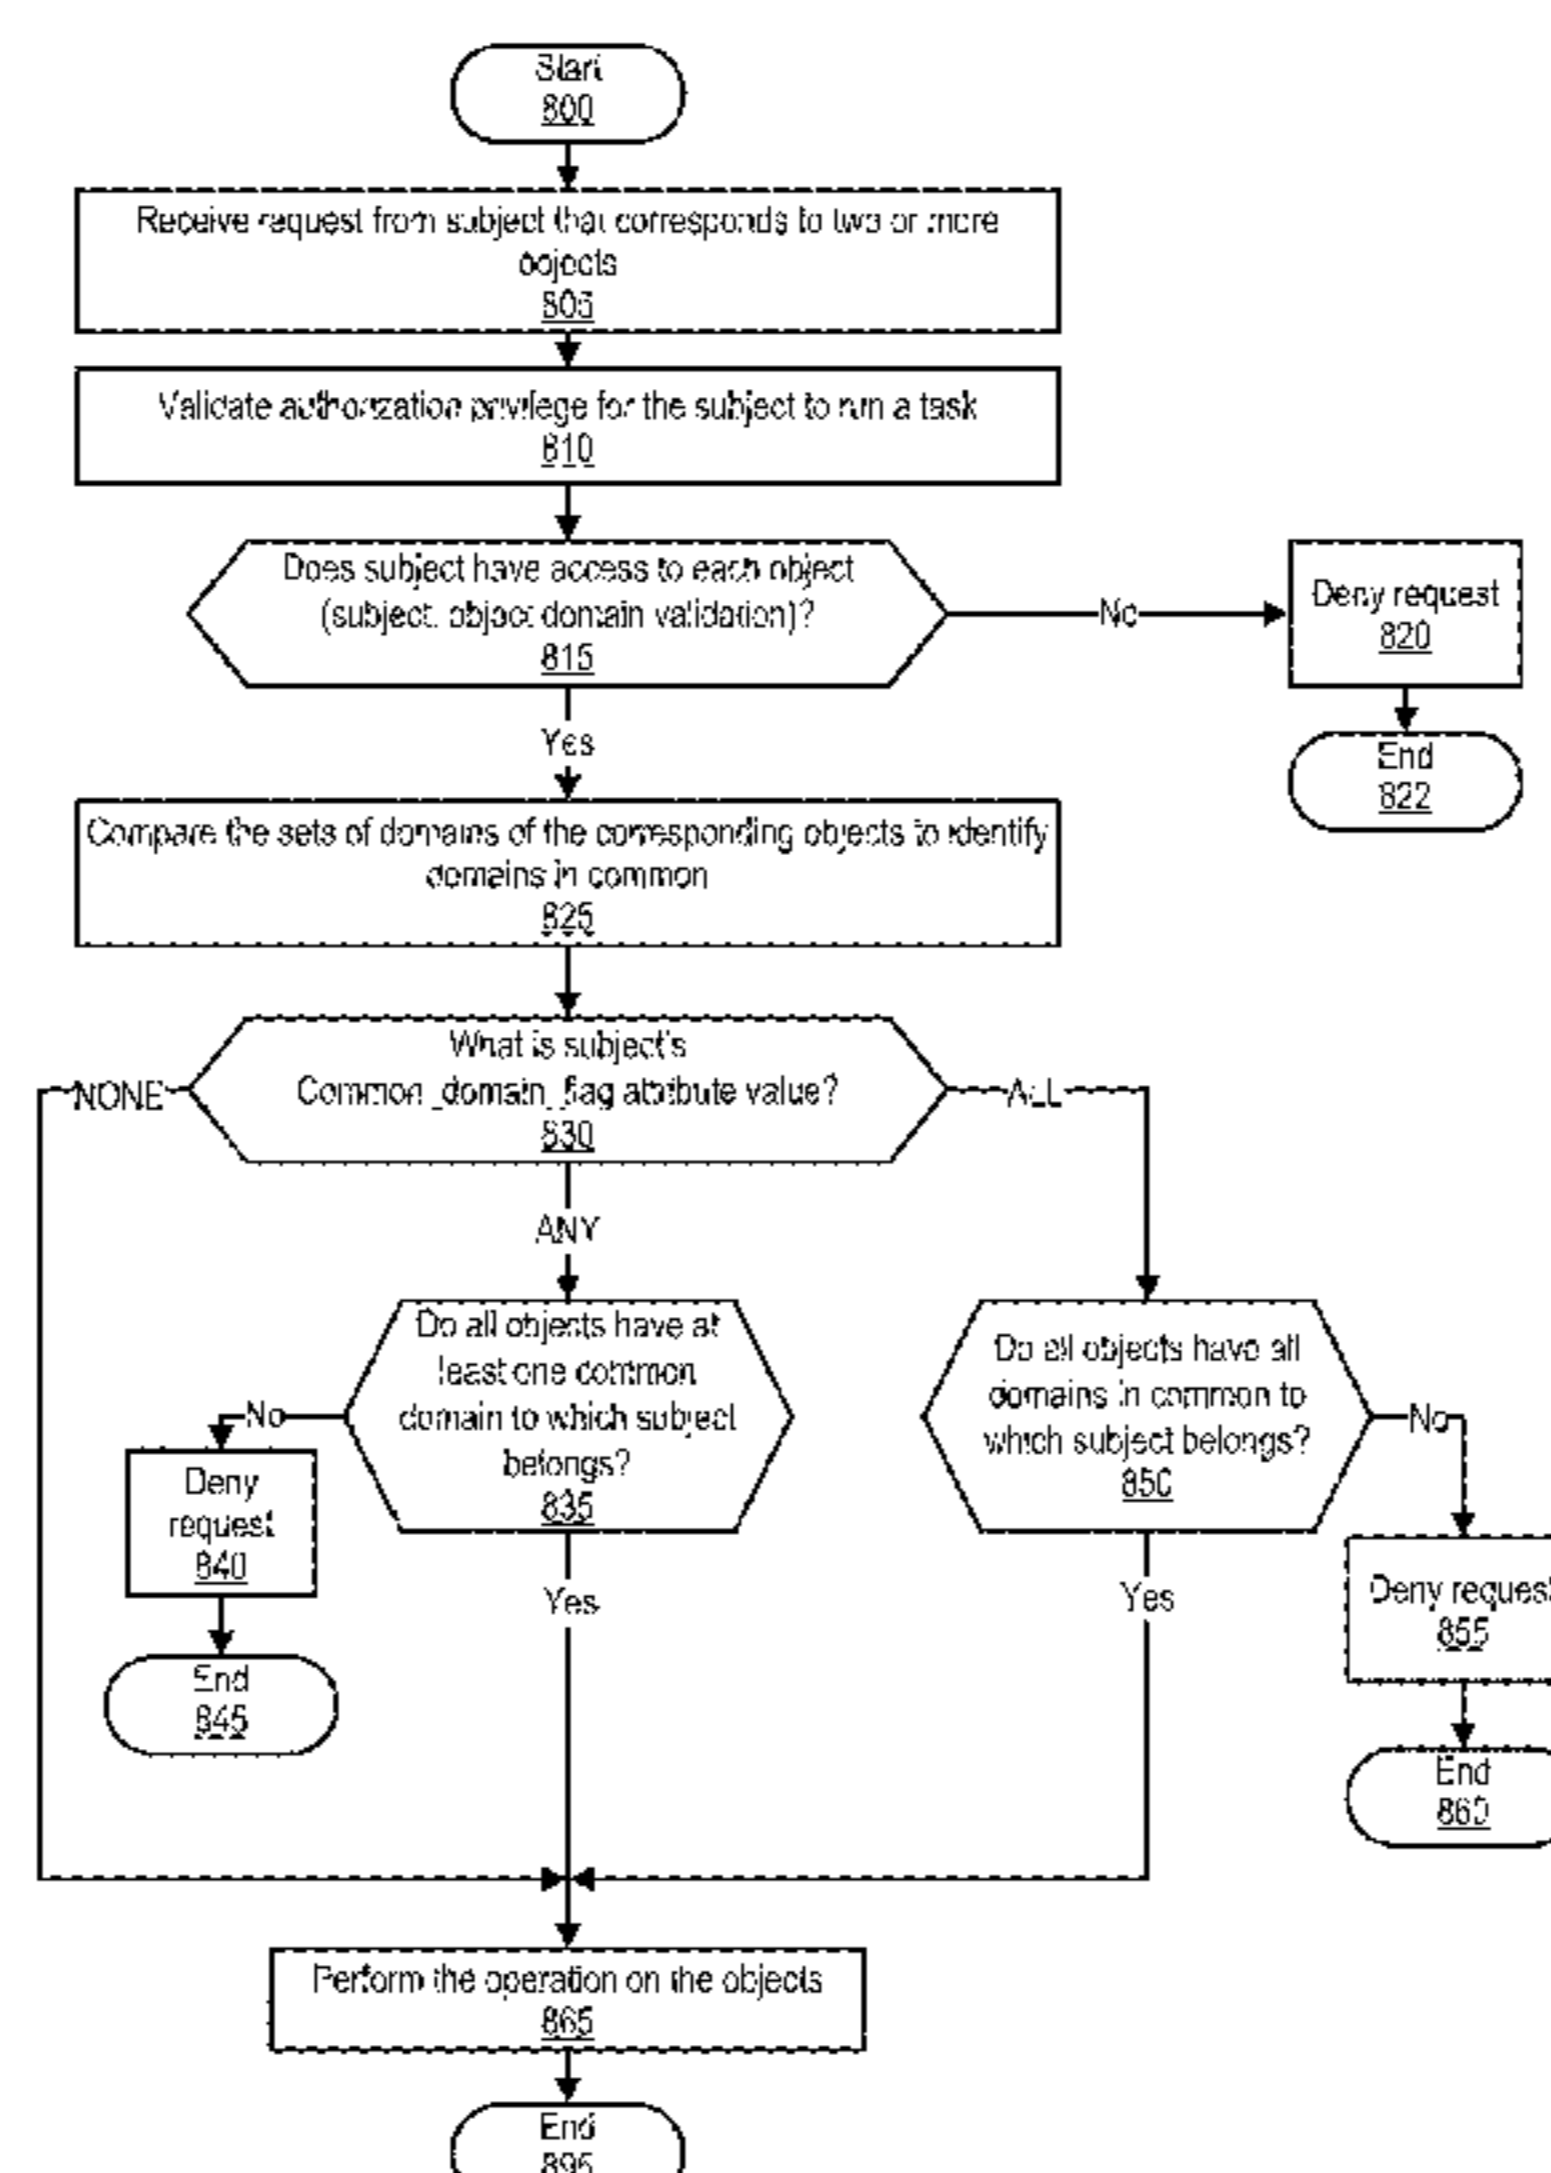 Start
800
Receive request from subject that corresponds to two or more
objects
805
Validate authorization privilege for the subject to run a task
810
Does subject have access to each object
(subject, object domain validation)?
815
No
Deny request
820
End
822
Yes
Compare the sets of domains of the corresponding objects to identify
domains in common
825
What is subject's
Common_domain_flag attribute value?
830
NONE
ALL
ANY
Do all objects have at
least one common
domain to which subject
belongs?
835
No
Deny
request
840
End
845
Yes
Do all objects have all
domains in common to
which subject belongs?
850
No
Deny request
855
End
860
Yes
Perform the operation on the objects
865
End
895